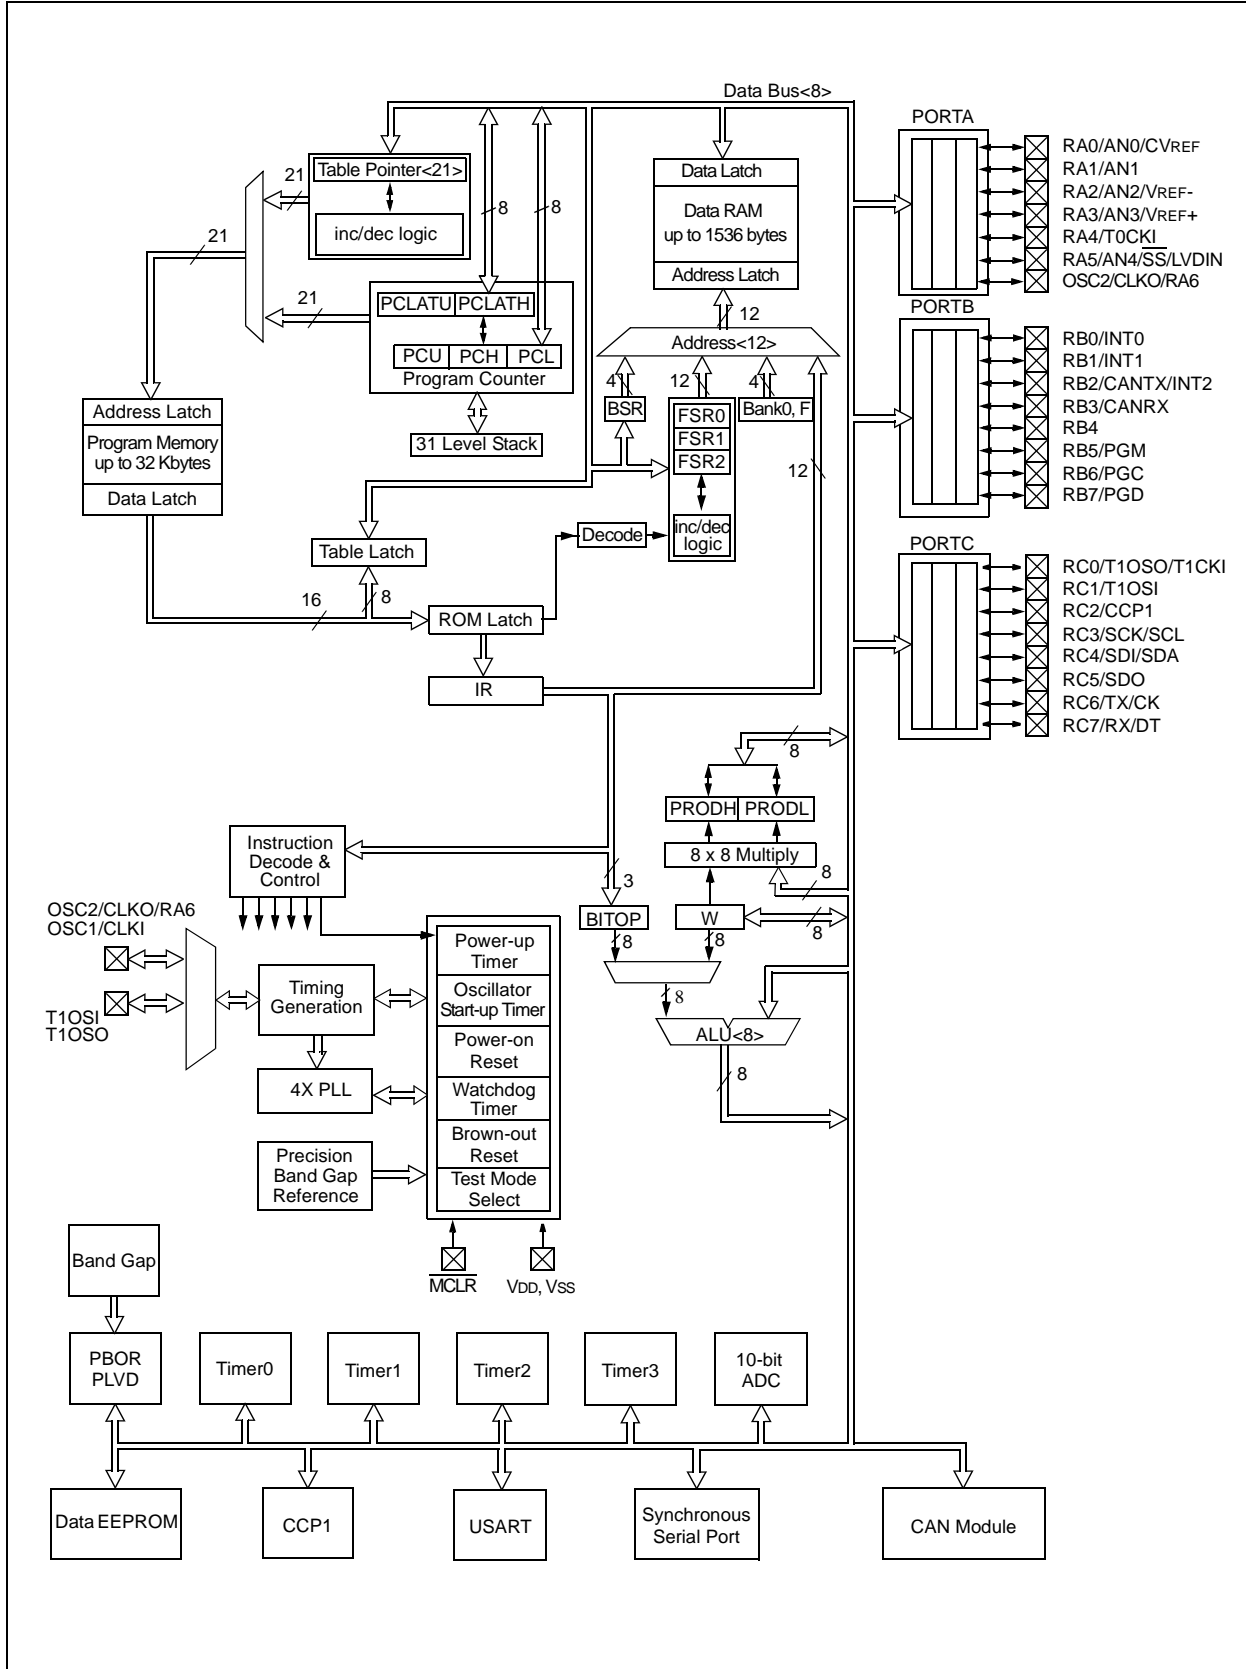 Data Bus<8>
PORTA
RA0/AN0/CVREF
RA1/AN1
RA2/AN2/VREF-
RA3/AN3/VREF+
RA4/T0CKI
RA5/AN4/SS/LVDIN
OSC2/CLKO/RA6
PORTB
RB0/INT0
RB1/INT1
RB2/CANTX/INT2
RB3/CANRX
RB4
RB5/PGM
RB6/PGC
RB7/PGD
PORTC
RC0/T1OSO/T1CKI
RC1/T1OSI
RC2/CCP1
RC3/SCK/SCL
RC4/SDI/SDA
RC5/SDO
RC6/TX/CK
RC7/RX/DT
Table Pointer<21>
inc/dec logic
21
21
21
8
8
PCLATU
PCLATH
PCU
PCH
PCL
Program Counter
31 Level Stack
Address Latch
Program Memory
up to 32 Kbytes
Data Latch
Data Latch
Data RAM
up to 1536 bytes
Address Latch
12
Address<12>
4
12
4
BSR
FSR0
FSR1
FSR2
inc/dec
logic
Bank0, F
12
Decode
Table Latch
16
8
ROM Latch
IR
8
PRODH
PRODL
8 x 8 Multiply
8
3
BITOP
W
8
8
8
8
ALU<8>
8
Instruction
Decode &
Control
OSC2/CLKO/RA6
OSC1/CLKI
T1OSI
T1OSO
Timing
Generation
4X PLL
Precision
Band Gap
Reference
Power-up
Timer
Oscillator
Start-up Timer
Power-on
Reset
Watchdog
Timer
Brown-out
Reset
Test Mode
Select
MCLR
VDD, VSS
Band Gap
PBOR
PLVD
Timer0
Timer1
Timer2
Timer3
10-bit
ADC
Data EEPROM
CCP1
USART
Synchronous
Serial Port
CAN Module